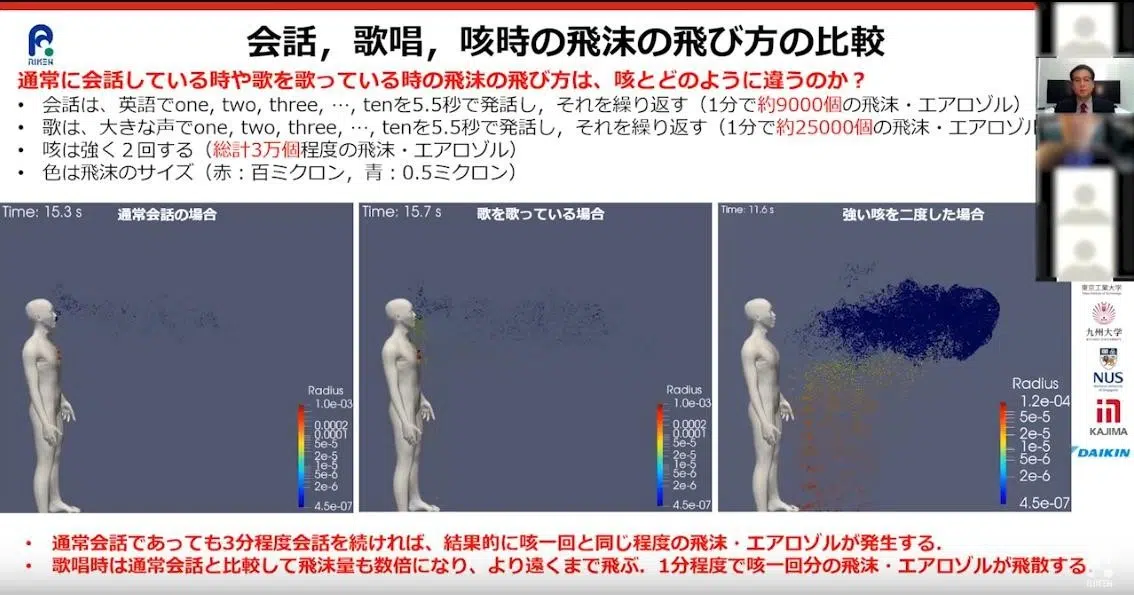 会話，歌唱，咳時の飛沫の飛び方の比較
RIKEN
通常に会話している時や歌を歌っている時の飛沫の飛び方は、咳とどのように違うのか？
• 会話は、英語でone, two, three, …, tenを5.5秒で発話し，それを繰り返す（1分で約9000個の飛沫・エアロゾル）
• 歌は、大きな声でone, two, three, …, tenを5.5秒で発話し，それを繰り返す（1分で約25000個の飛沫・エアロゾル
• 咳は強く２回する（総計3万個程度の飛沫・エアロゾル）
• 色は飛沫のサイズ（赤：百ミクロン，青：0.5ミクロン）
Time: 15.3 s 通常会話の場合
Radius
1.0e-03
0.0002
0.0001
5e-5
2e-5
1e-5
5e-6
2e-6
4.5e-07
Time: 15.7 s 歌を歌っている場合
Radius
1.0e-03
0.0002
0.0001
5e-5
2e-5
1e-5
5e-6
2e-6
4.5e-07
Time: 11.6 s 強い咳を二度した場合
Radius
1.2e-04
5e-5
2e-5
1e-5
5e-6
2e-6
4.5e-07
東京工業大学
九州大学
NUS
KAJIMA
DAIKIN
• 通常会話であっても3分程度会話を続ければ、結果的に咳一回と同じ程度の飛沫・エアロゾルが発生する．
• 歌唱時は通常会話と比較して飛沫量も数倍になり、より遠くまで飛ぶ．1分程度で咳一回分の飛沫・エアロゾルが飛散する
RIKEN